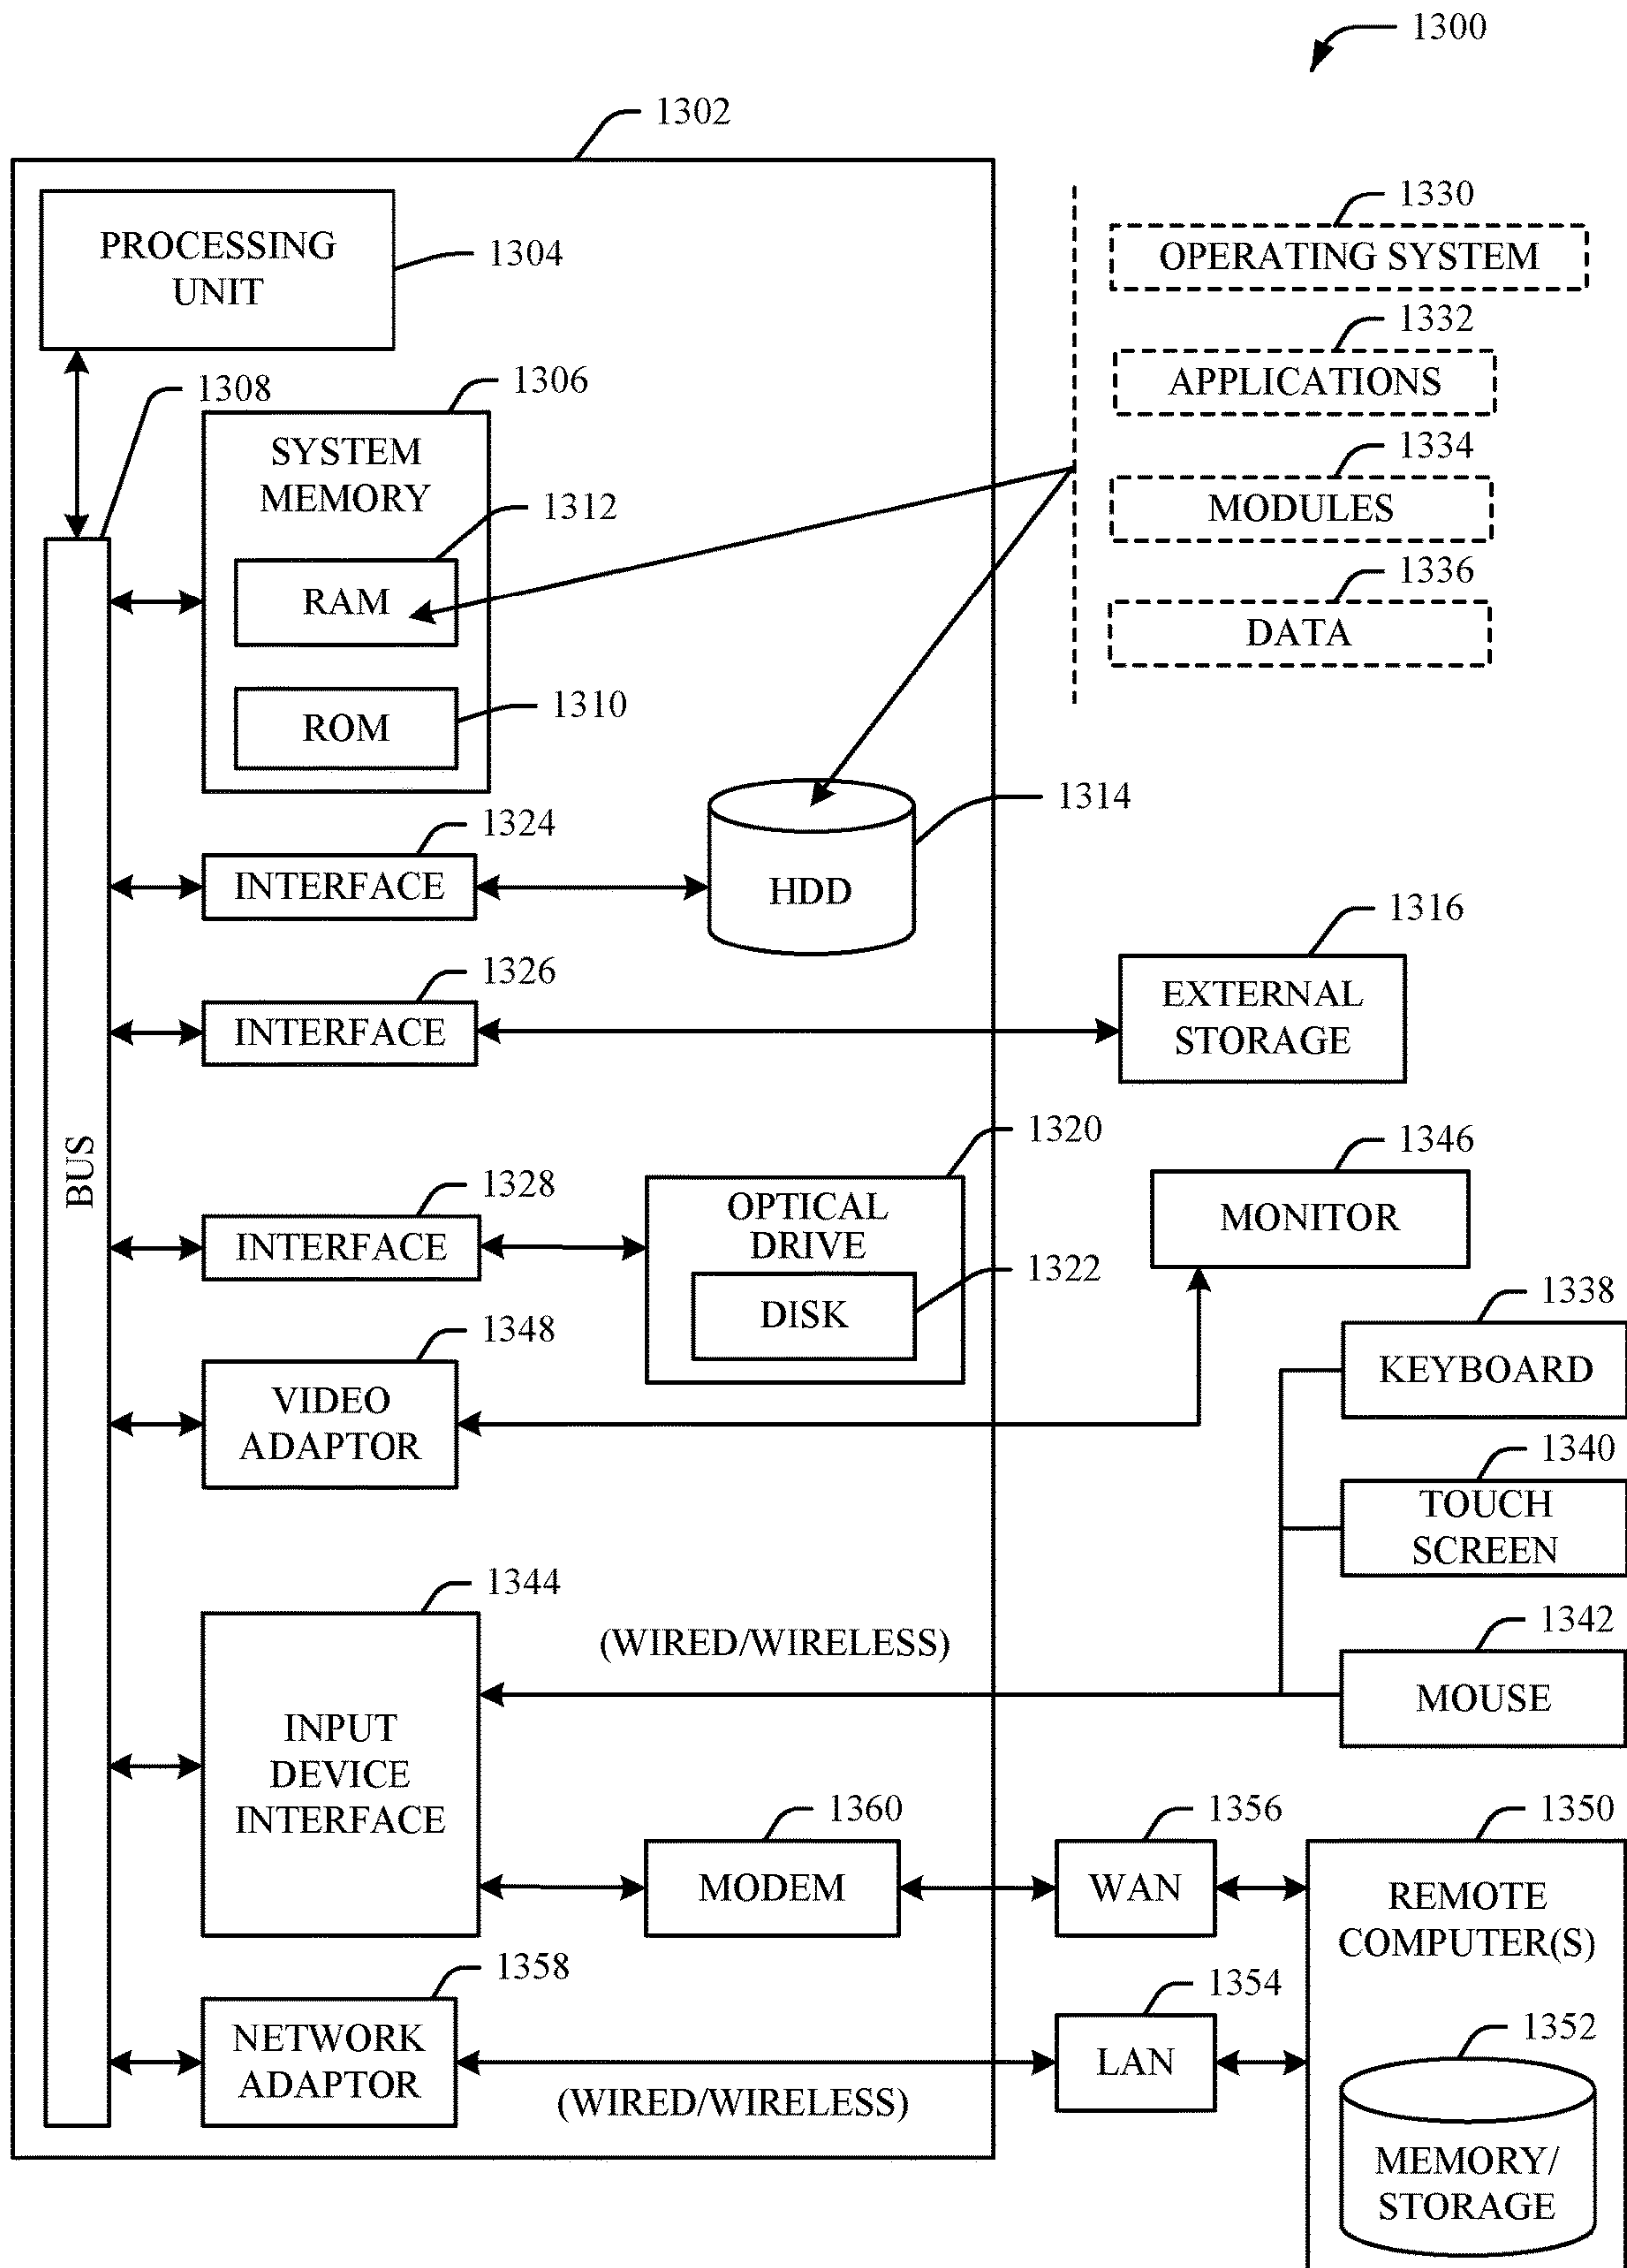 1300
1302
PROCESSING
UNIT
1304
1330
OPERATING SYSTEM
1332
APPLICATIONS
1334
MODULES
1336
DATA
1308
1306
SYSTEM
MEMORY
1312
RAM
1310
ROM
1324
INTERFACE
1314
HDD
1326
INTERFACE
1316
EXTERNAL
STORAGE
BUS
1328
INTERFACE
1320
OPTICAL
DRIVE
1322
DISK
1346
MONITOR
1348
VIDEO
ADAPTOR
1338
KEYBOARD
1340
TOUCH
SCREEN
1342
MOUSE
1344
(WIRED/WIRELESS)
INPUT
DEVICE
INTERFACE
1360
MODEM
1356
WAN
1350
REMOTE
COMPUTER(S)
1358
NETWORK
ADAPTOR
(WIRED/WIRELESS)
1354
LAN
1352
MEMORY/
STORAGE